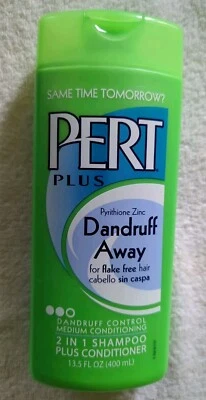 SAME TIME TOMORROW?
PERT
PLUS
Pyrithione Zinc
Dandruff
Away
for flake free hair
cabello sin caspa
DANDRUFF CONTROL
MEDIUM CONDITIONING
2 IN 1 SHAMPOO
PLUS CONDITIONER
13.5 FL OZ (400 mL)